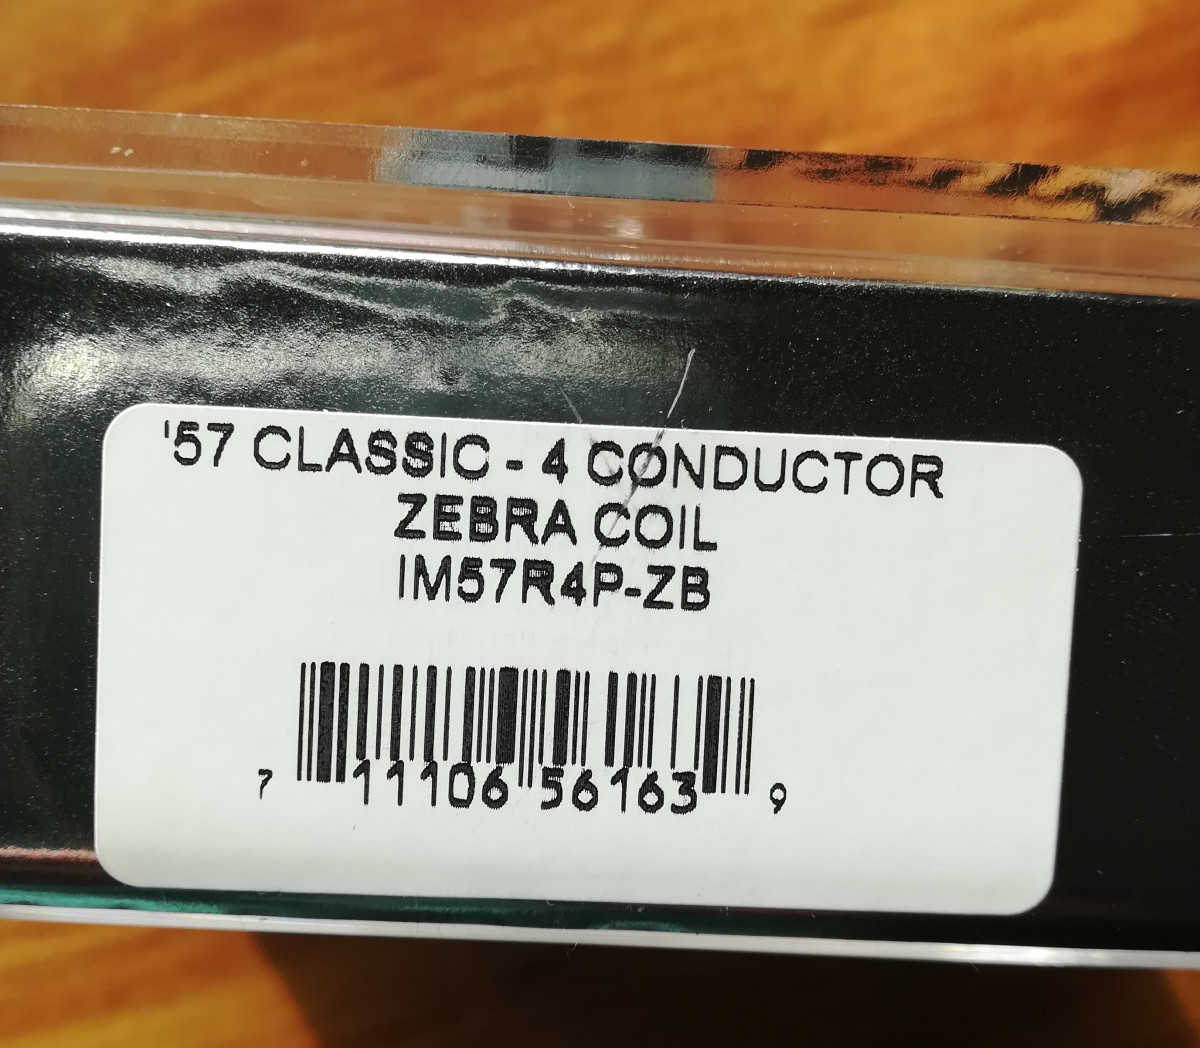 '57 CLASSIC - 4 CONDUCTOR
ZEBRA COIL
IM57R4P-ZB
7 11106 56163 9